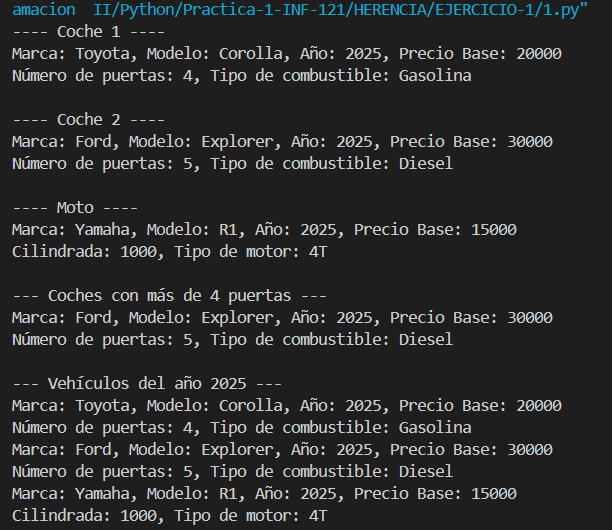 amacion  II/Python/Practica-1-INF-121/HERENCIA/EJERCICIO-1/1.py"
---- Coche 1 ----
Marca: Toyota, Modelo: Corolla, Año: 2025, Precio Base: 20000
Número de puertas: 4, Tipo de combustible: Gasolina

---- Coche 2 ----
Marca: Ford, Modelo: Explorer, Año: 2025, Precio Base: 30000
Número de puertas: 5, Tipo de combustible: Diesel

---- Moto ----
Marca: Yamaha, Modelo: R1, Año: 2025, Precio Base: 15000
Cilindrada: 1000, Tipo de motor: 4T

--- Coches con más de 4 puertas ---
Marca: Ford, Modelo: Explorer, Año: 2025, Precio Base: 30000
Número de puertas: 5, Tipo de combustible: Diesel

--- Vehículos del año 2025 ---
Marca: Toyota, Modelo: Corolla, Año: 2025, Precio Base: 20000
Número de puertas: 4, Tipo de combustible: Gasolina
Marca: Ford, Modelo: Explorer, Año: 2025, Precio Base: 30000
Número de puertas: 5, Tipo de combustible: Diesel
Marca: Yamaha, Modelo: R1, Año: 2025, Precio Base: 15000
Cilindrada: 1000, Tipo de motor: 4T